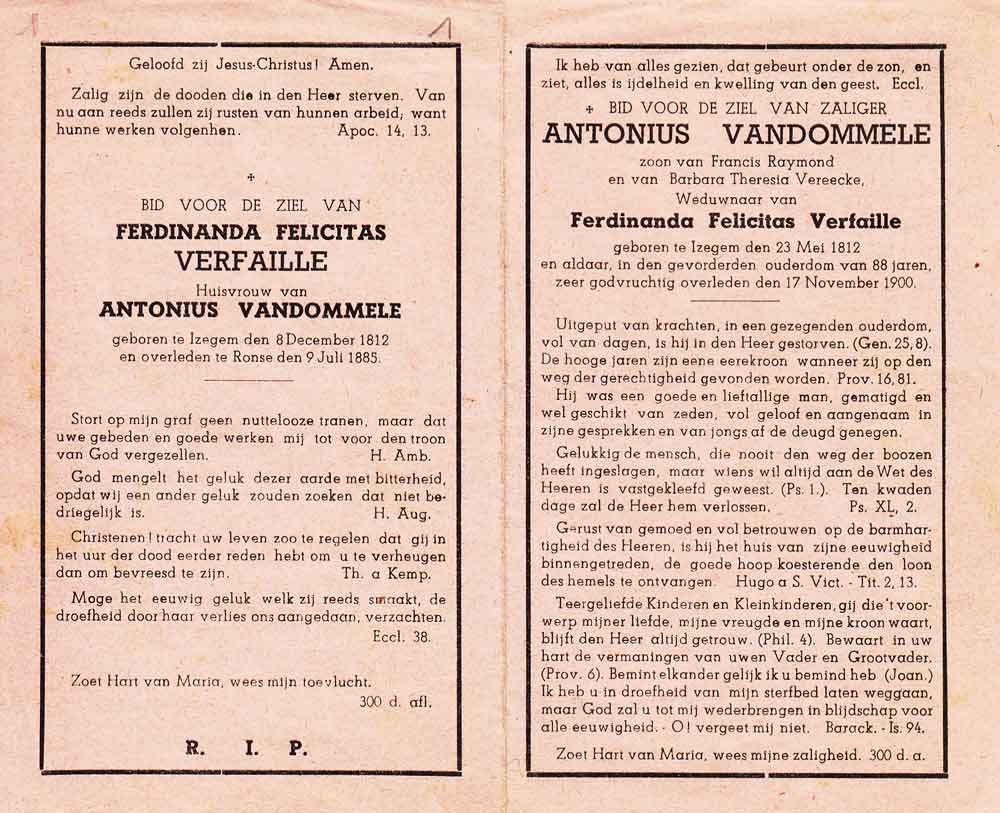 1
1
Geloofd zij Jesus-Christus! Amen.
Zalig zijn de dooden die in den Heer sterven. Van
nu aan reeds zullen zij rusten van hunnen arbeid; want
hunne werken volgenhen. Apoc. 14, 13.
BID VOOR DE ZIEL VAN
FERDINANDA FELICITAS
VERFAILLE
Huisvrouw van
ANTONIUS VANDOMMELE
geboren te Izegem den 8 December 1812
en overleden te Ronse den 9 Juli 1885.
Stort op mijn graf geen nuttelooze tranen, maar dat
uwe gebeden en goede werken mij tot voor den troon
van God vergezellen. H. Amb.
God mengelt het geluk dezer aarde met bitterheid,
opdat wij een ander geluk zouden zoeken dat niet be-
driegelijk is. H. Aug.
Christenen! tracht uw leven zoo te regelen dat gij in
het uur der dood eerder reden hebt om u te verheugen
dan om bevreesd te zijn. Th. a Kemp.
Moge het eeuwig geluk welk zij reeds smaakt, de
droefheid door haar verlies ons aangedaan, verzachten.
Eccl. 38.
Zoet Hart van Maria, wees mijn toevlucht.
300 d. afl.
R. I. P.
Ik heb van alles gezien, dat gebeurt onder de zon, en
ziet, alles is ijdelheid en kwelling van den geest. Eccl.
BID VOOR DE ZIEL VAN ZALIGER
ANTONIUS VANDOMMELE
zoon van Francis Raymond
en van Barbara Theresia Vereecke,
Weduwnaar van
Ferdinanda Felicitas Verfaille
geboren te Izegem den 23 Mei 1812
en aldaar, in den gevorderden ouderdom van 88 jaren,
zeer godvruchtig overleden den 17 November 1900.
Uitgeput van krachten, in een gezegenden ouderdom,
vol van dagen, is hij in den Heer gestorven. (Gen. 25, 8).
De hooge jaren zijn eene eerekroon wanneer zij op den
weg der gerechtigheid gevonden worden. Prov. 16, 81.
Hij was een goede en lieftallige man, gematigd en
wel geschikt van zeden, vol geloof en aangenaam in
zijne gesprekken en van jongs af de deugd genegen.
Gelukkig de mensch, die nooit den weg der boozen
heeft ingeslagen, maar wiens wil altijd aan de Wet des
Heeren is vastgekleefd geweest. (Ps. 1.). Ten kwaden
dage zal de Heer hem verlossen. Ps. XL, 2.
Gerust van gemoed en vol betrouwen op de barmhar-
tigheid des Heeren, is hij het huis van zijne eeuwigheid
binnengetreden, de goede hoop koesterende den loon
des hemels te ontvangen. Hugo a S. Vict. - Tit. 2, 13.
Teergeliefde Kinderen en Kleinkinderen, gij die 't voor-
werp mijner liefde, mijne vreugde en mijne kroon waart,
blijft den Heer altijd getrouw. (Phil. 4). Bewaart in uw
hart de vermaningen van uwen Vader en Grootvader.
(Prov. 6). Bemint elkander gelijk ik u bemind heb (Joan.)
Ik heb u in droefheid van mijn sterfbed laten weggaan,
maar God zal u tot mij wederbrengen in blijdschap voor
alle eeuwigheid. - O! vergeet mij niet. Barack. - Is. 94.
Zoet Hart van Maria, wees mijne zaligheid. 300 d. a.